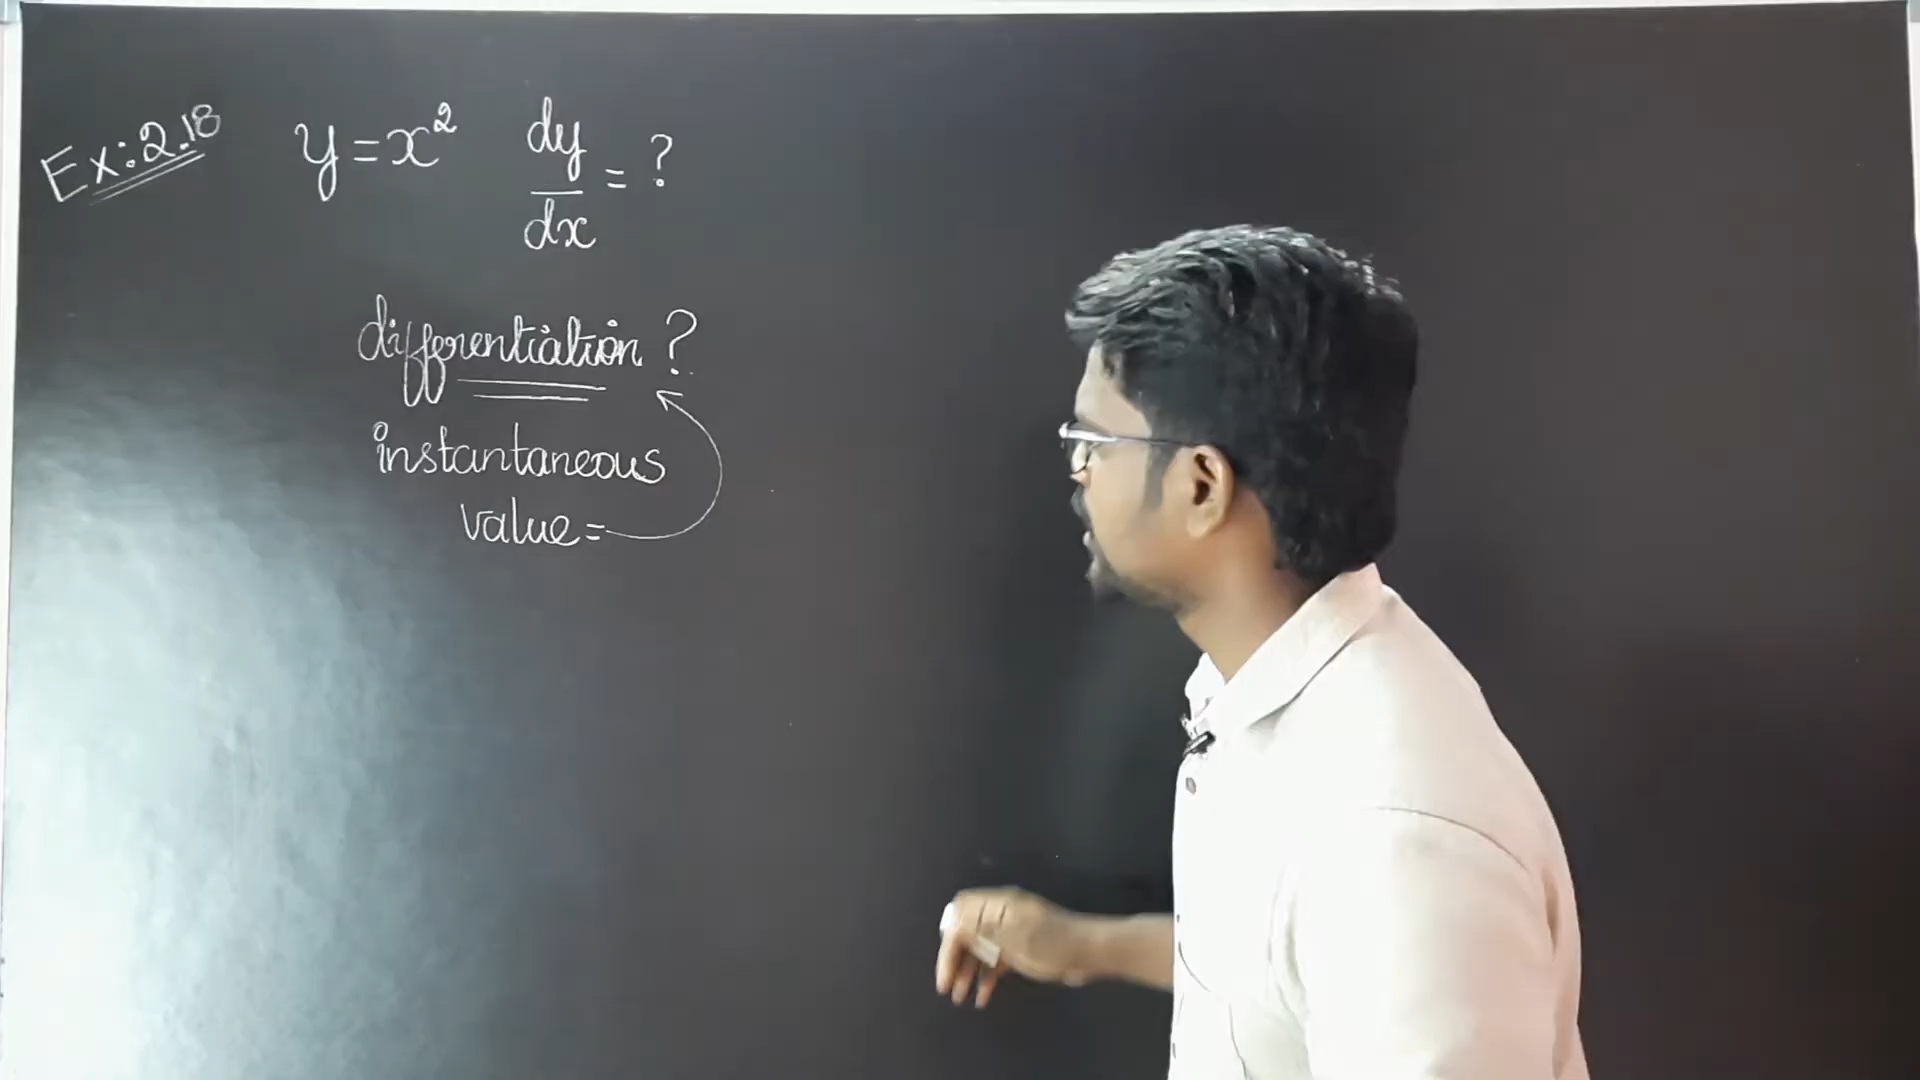 Ex:2.18
y = x² dy/dx = ?
differentiation ?
instantaneous
value =